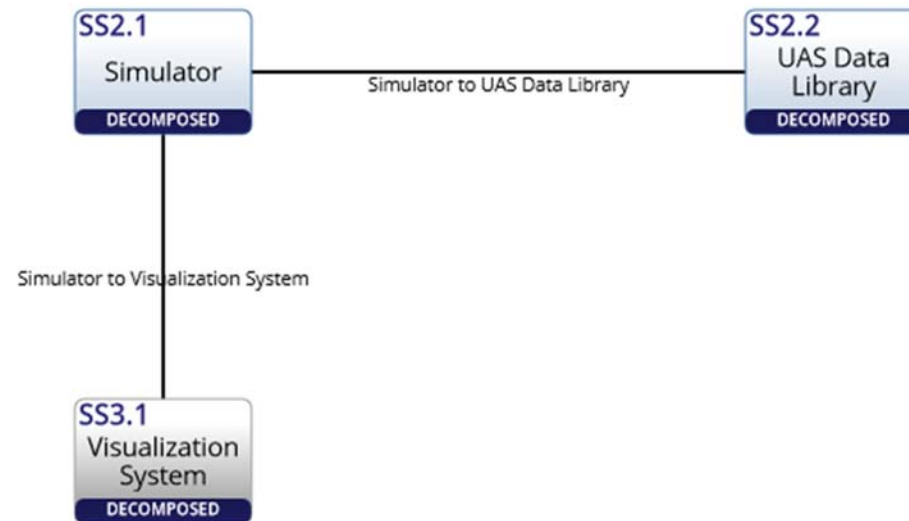 SS2.1
Simulator
DECOMPOSED
Simulator to UAS Data Library
SS2.2
UAS Data
Library
DECOMPOSED
Simulator to Visualization System
SS3.1
Visualization
System
DECOMPOSED